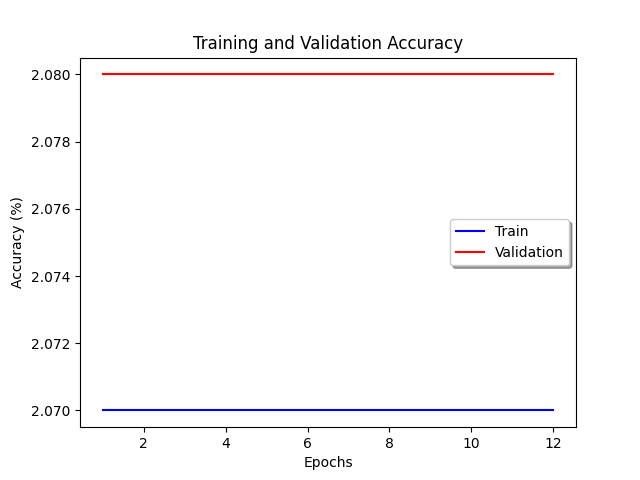 Training and Validation Accuracy
Accuracy (%)
2.080
2.078
2.076
2.074
2.072
2.070
Train
Validation
2 4 6 8 10 12
Epochs